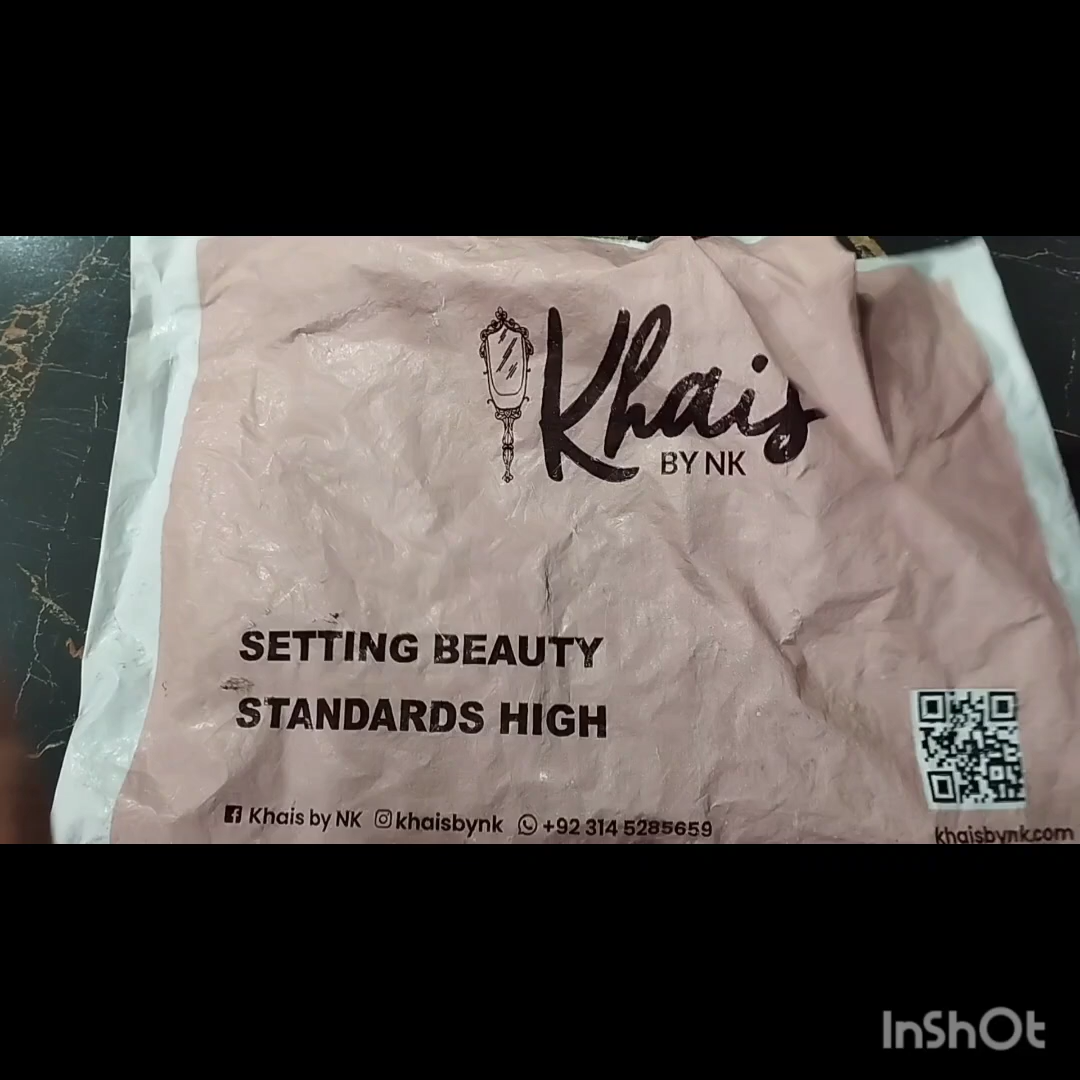 Khais
BY NK
SETTING BEAUTY
STANDARDS HIGH
Khais by NK khaisbynk +92 314 5285659
khaisbynk.com
InShOt